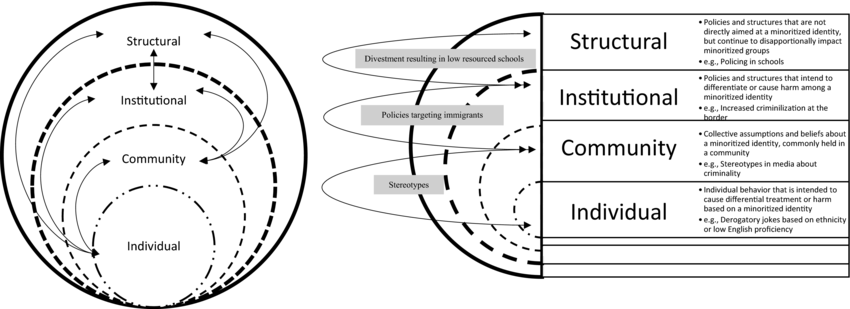 Structural
Institutional
Community
Individual
Divestment resulting in low resourced schools
Policies targeting immigrants
Stereotypes
Structural
• Policies and structures that are not
directly aimed at a minoritized identity,
but continue to disapportionally impact
minoritized groups
• e.g., Policing in schools
Institutional
• Policies and structures that intend to
differentiate or cause harm among a
minoritized identity
• e.g., Increased criminilization at the
border
Community
• Collective assumptions and beliefs about
a minoritized identity, commonly held in
a community
• e.g., Stereotypes in media about
criminality
Individual
• Individual behavior that is intended to
cause differential treatment or harm
based on a minoritized identity
• e.g., Derogatory jokes based on ethnicity
or low English proficiency